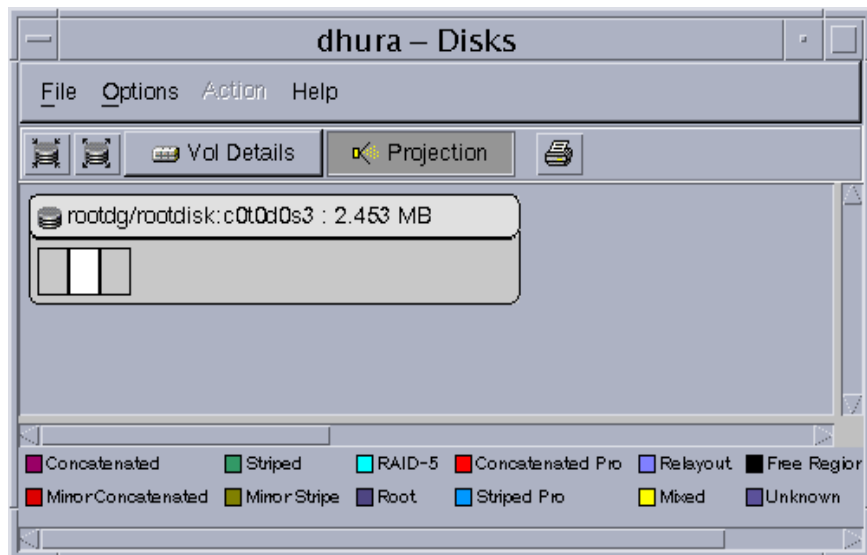 dhura – Disks
File Options Action Help
Vol Details Projection
rootdg/rootdisk:c0t0d0s3 : 2.453 MB
Concatenated Striped RAID-5 Concatenated Pro Relayout Free Region
MirrorConcatenated Mirror Stripe Root Striped Pro Mixed Unknown